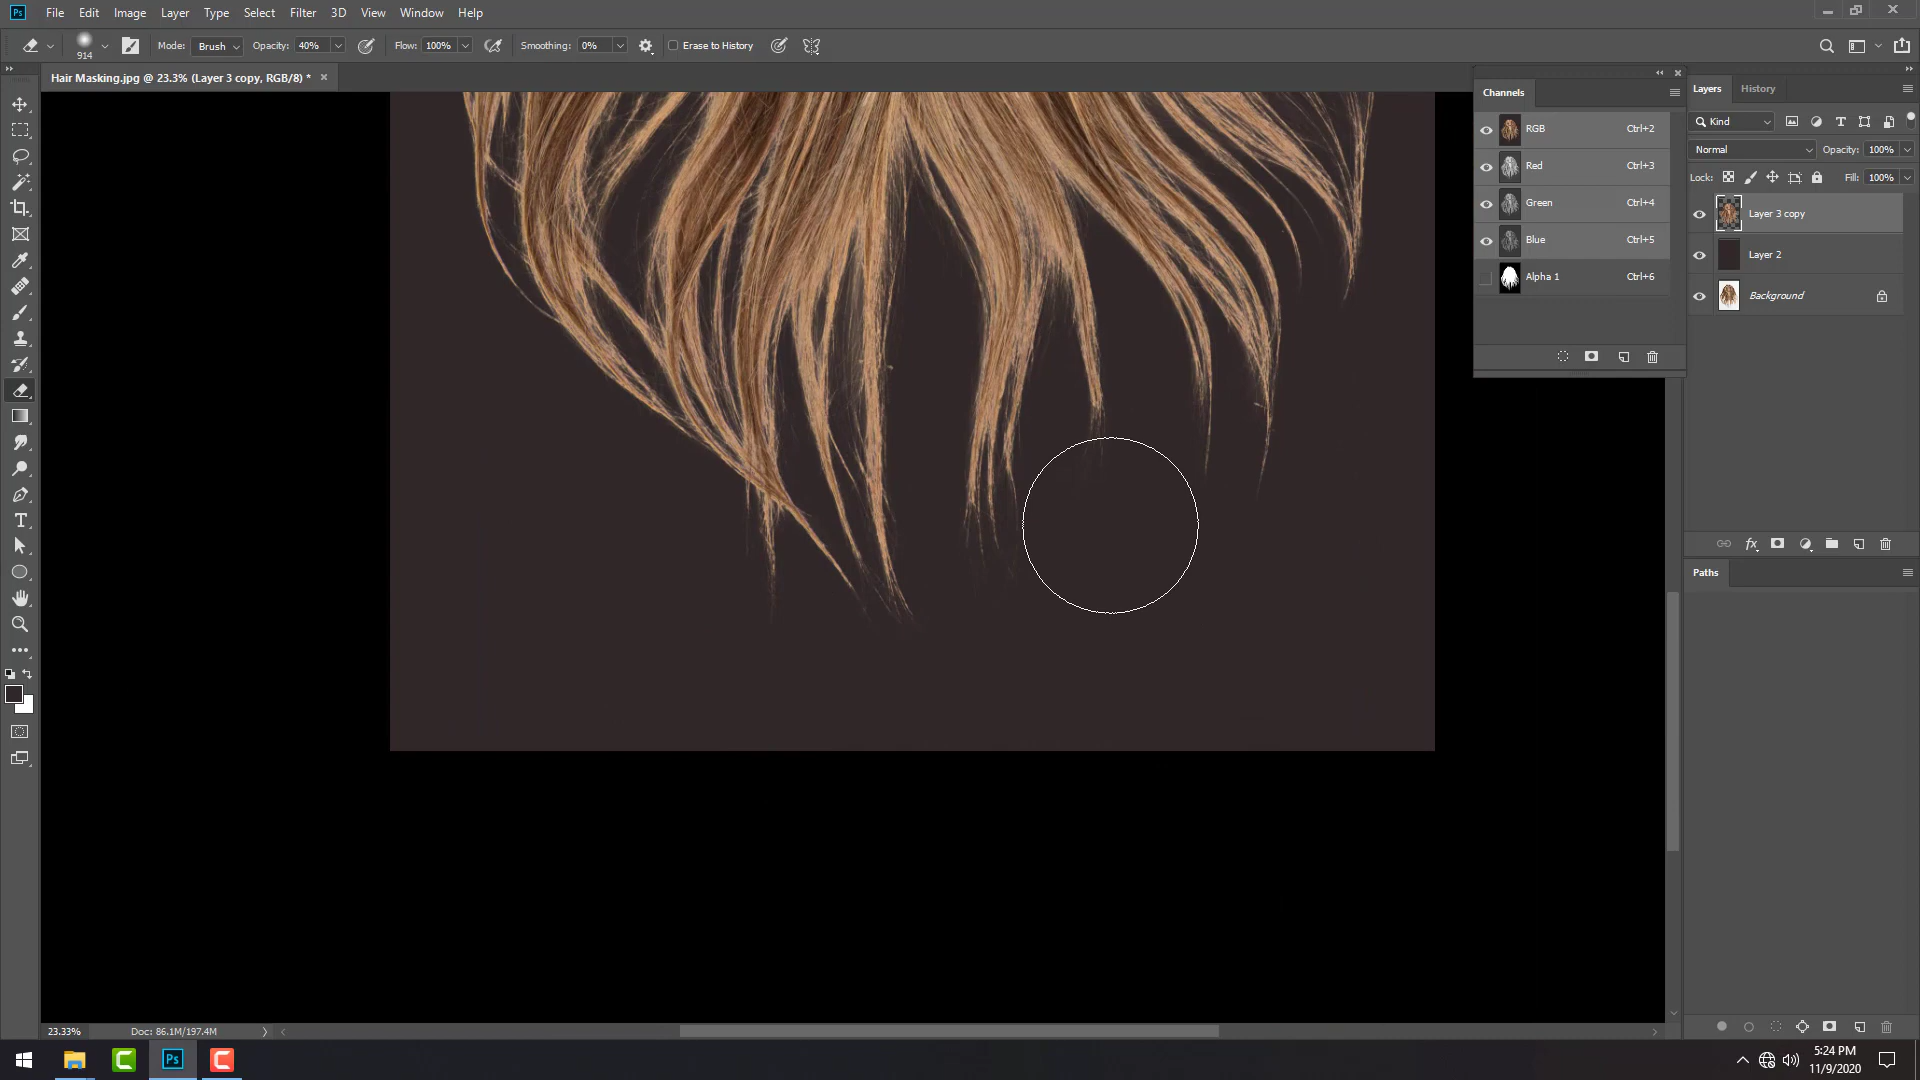 Ps File Edit Image Layer Type Select Filter 3D View Window Help
914 Mode: Brush Opacity: 40% Flow: 100% Smoothing: 0% Erase to History
Hair Masking.jpg @ 23.3% (Layer 3 copy, RGB/8) * ×
Channels
RGB Ctrl+2
Red Ctrl+3
Green Ctrl+4
Blue Ctrl+5
Alpha 1 Ctrl+6
Layers History
Kind
Normal Opacity: 100%
Lock: Fill: 100%
Layer 3 copy
Layer 2
Background
Paths
23.33% Doc: 86.1M/197.4M
Ps
5:24 PM
11/9/2020